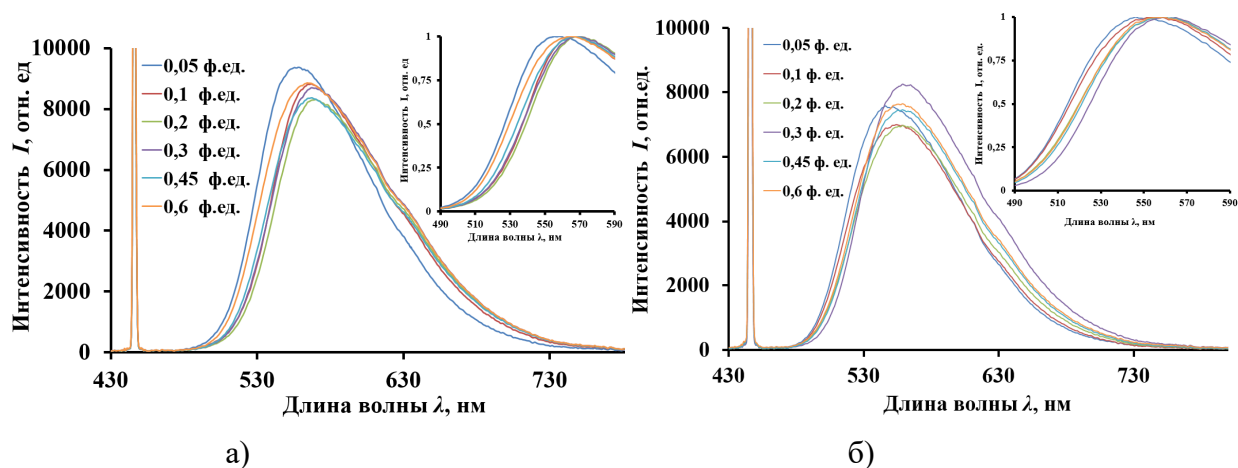 10000
8000
6000
4000
2000
0
430
530
630
730
Интенсивность I, отн. ед
Длина волны λ, нм
0,05 ф.ед.
0,1 ф.ед.
0,2 ф.ед.
0,3 ф.ед.
0,45 ф.ед.
0,6 ф.ед.
1
0,75
0,5
0,25
0
490
510
530
550
570
590
Интенсивность I, отн. ед
Длина волны λ, нм
а)
10000
8000
6000
4000
2000
0
430
530
630
730
Интенсивность I, отн.ед.
Длина волны λ, нм
0,05 ф.ед.
0,1 ф. ед.
0,2 ф. ед.
0,3 ф.ед.
0,45 ф. ед.
0,6 ф. ед.
1
0,75
0,5
0,25
0
490
510
530
550
570
590
Интенсивность I, отн. ед.
Длина волны λ, нм
б)